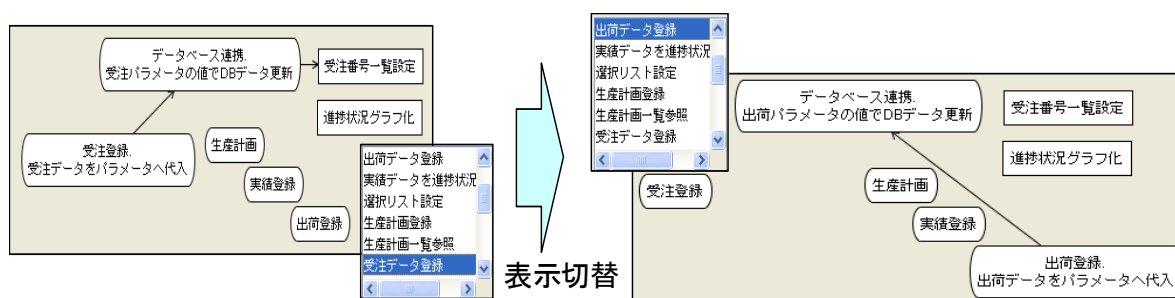 データベース連携.
受注パラメータの値でDBデータ更新
受注番号一覧設定
進捗状況グラフ化
受注登録.
受注データをパラメータへ代入
生産計画
実績登録
出荷登録
出荷データ登録
実績データを進捗状況
選択リスト設定
生産計画登録
生産計画一覧参照
受注データ登録
表示切替
出荷データ登録
実績データを進捗状況
選択リスト設定
生産計画登録
生産計画一覧参照
受注データ登録
データベース連携.
出荷パラメータの値でDBデータ更新
受注番号一覧設定
進捗状況グラフ化
受注登録
生産計画
実績登録
出荷登録.
出荷データをパラメータへ代入